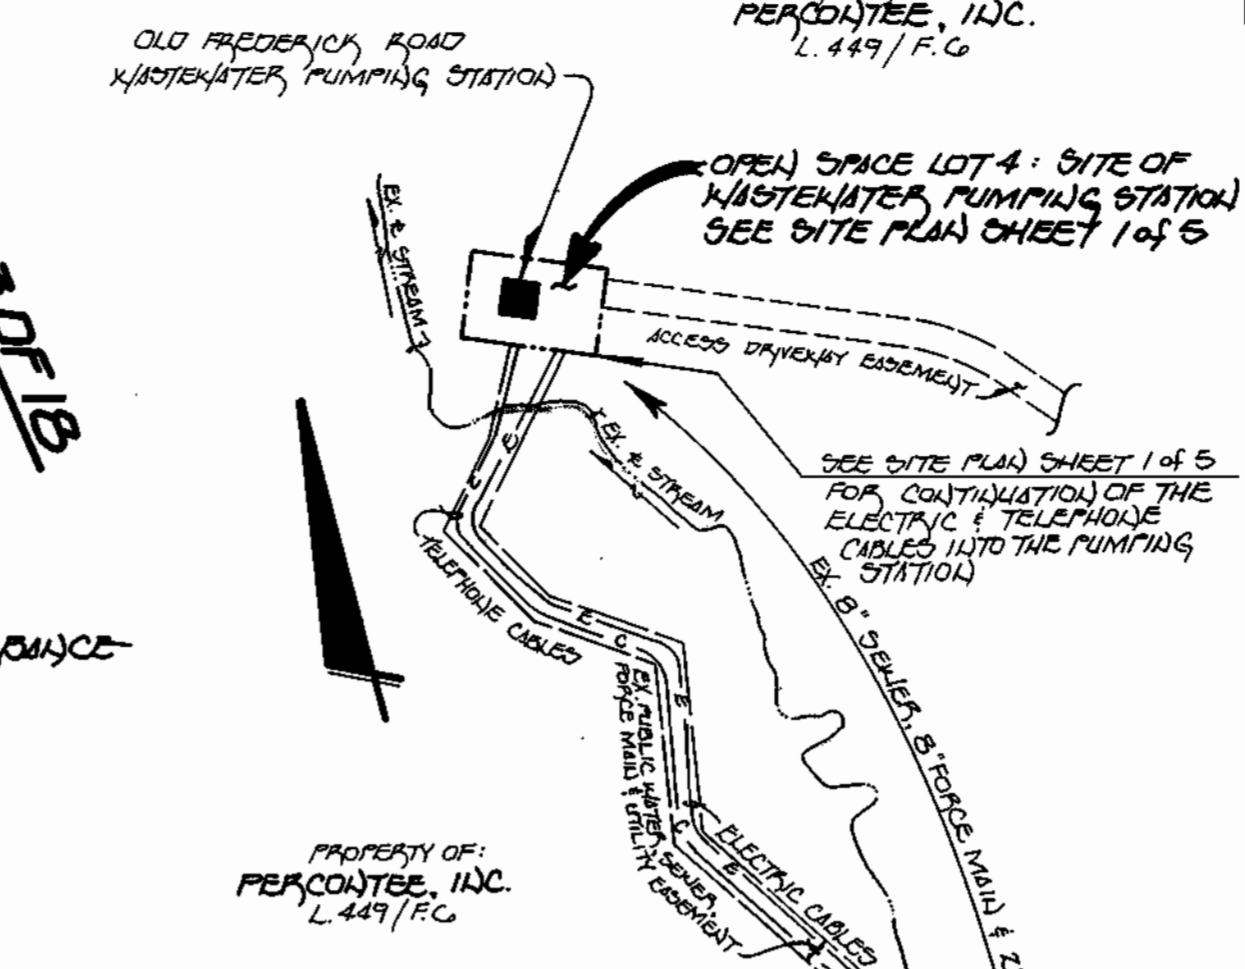 PERCONTEE, INC.
L. 449 / F. 6
OLD FREDERICK ROAD
WASTEWATER PUMPING STATION
OPEN SPACE LOT 4 : SITE OF
WASTEWATER PUMPING STATION
SEE SITE PLAN SHEET 1 of 5
EX. ℄ STREAM
ACCESS DRIVEWAY EASEMENT
OF 18
EX. ℄ STREAM
SEE SITE PLAN SHEET 1 of 5
FOR CONTINUATION OF THE
ELECTRIC & TELEPHONE
CABLES INTO THE PUMPING
STATION
C
TELEPHONE CABLES
E
C
E
EX. 8" SEWER, 8" FORCE MAIN &
EX. PUBLIC WATER, SEWER,
FORCE MAIN & UTILITY EASEMENT
C
E
ELECTRIC CABLES
PROPERTY OF:
PERCONTEE, INC.
L. 449 / F. 6